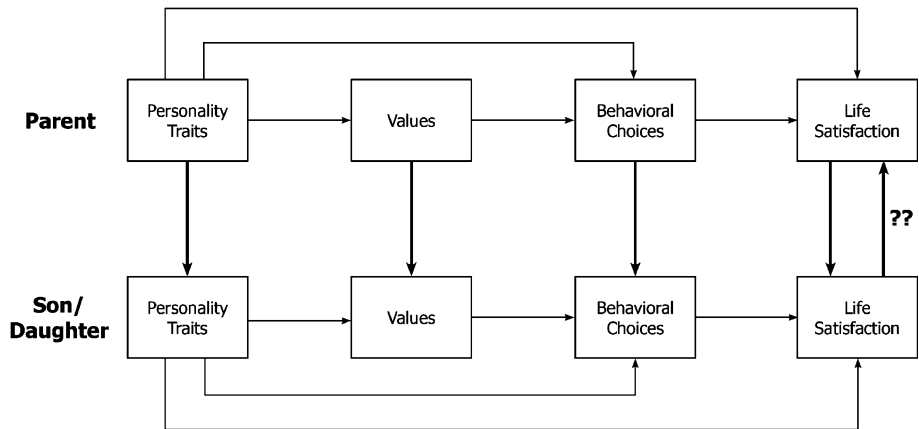 Parent
Personality
Traits
Values
Behavioral
Choices
Life
Satisfaction
??
Son/
Daughter
Personality
Traits
Values
Behavioral
Choices
Life
Satisfaction